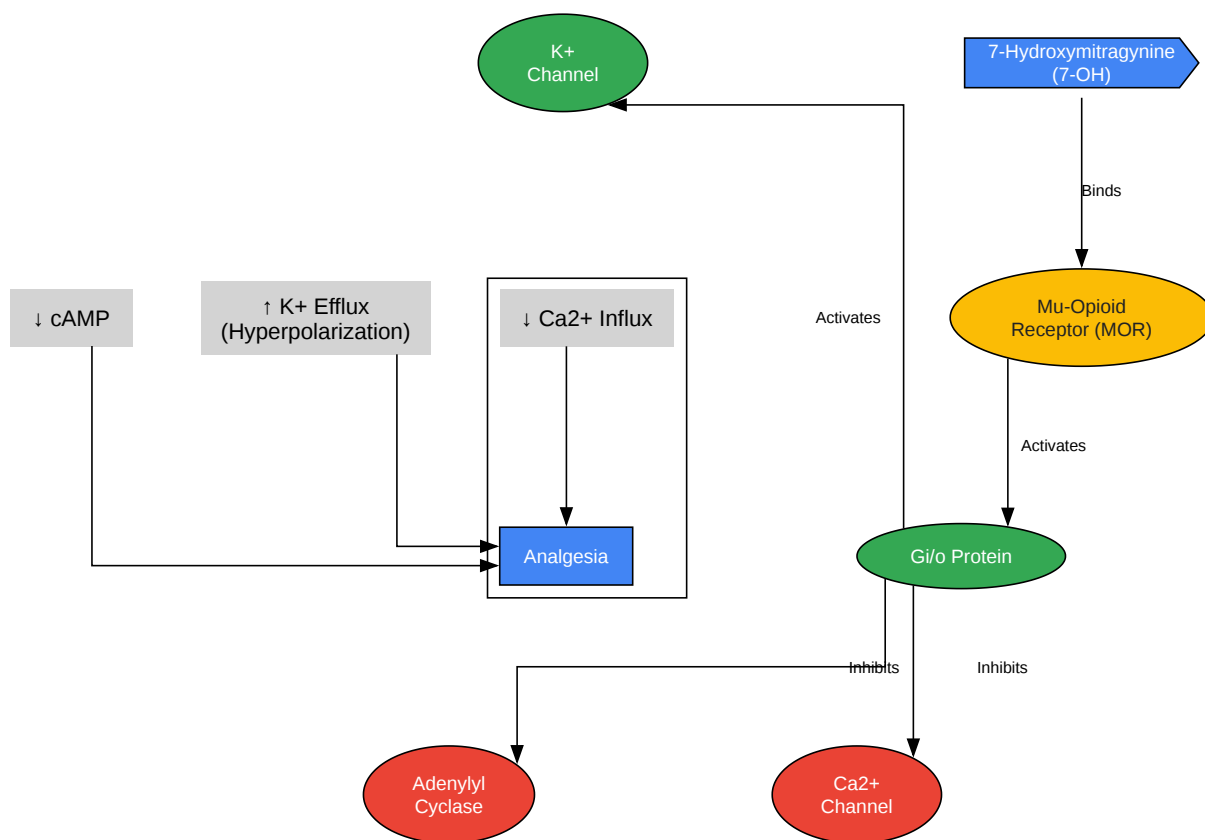 K+
Channel
7-Hydroxymitragynine
(7-OH)
Binds
↓ cAMP
↑ K+ Efflux
(Hyperpolarization)
↓ Ca2+ Influx
Activates
Mu-Opioid
Receptor (MOR)
Activates
Analgesia
Gi/o Protein
Inhibits
Inhibits
Adenylyl
Cyclase
Ca2+
Channel